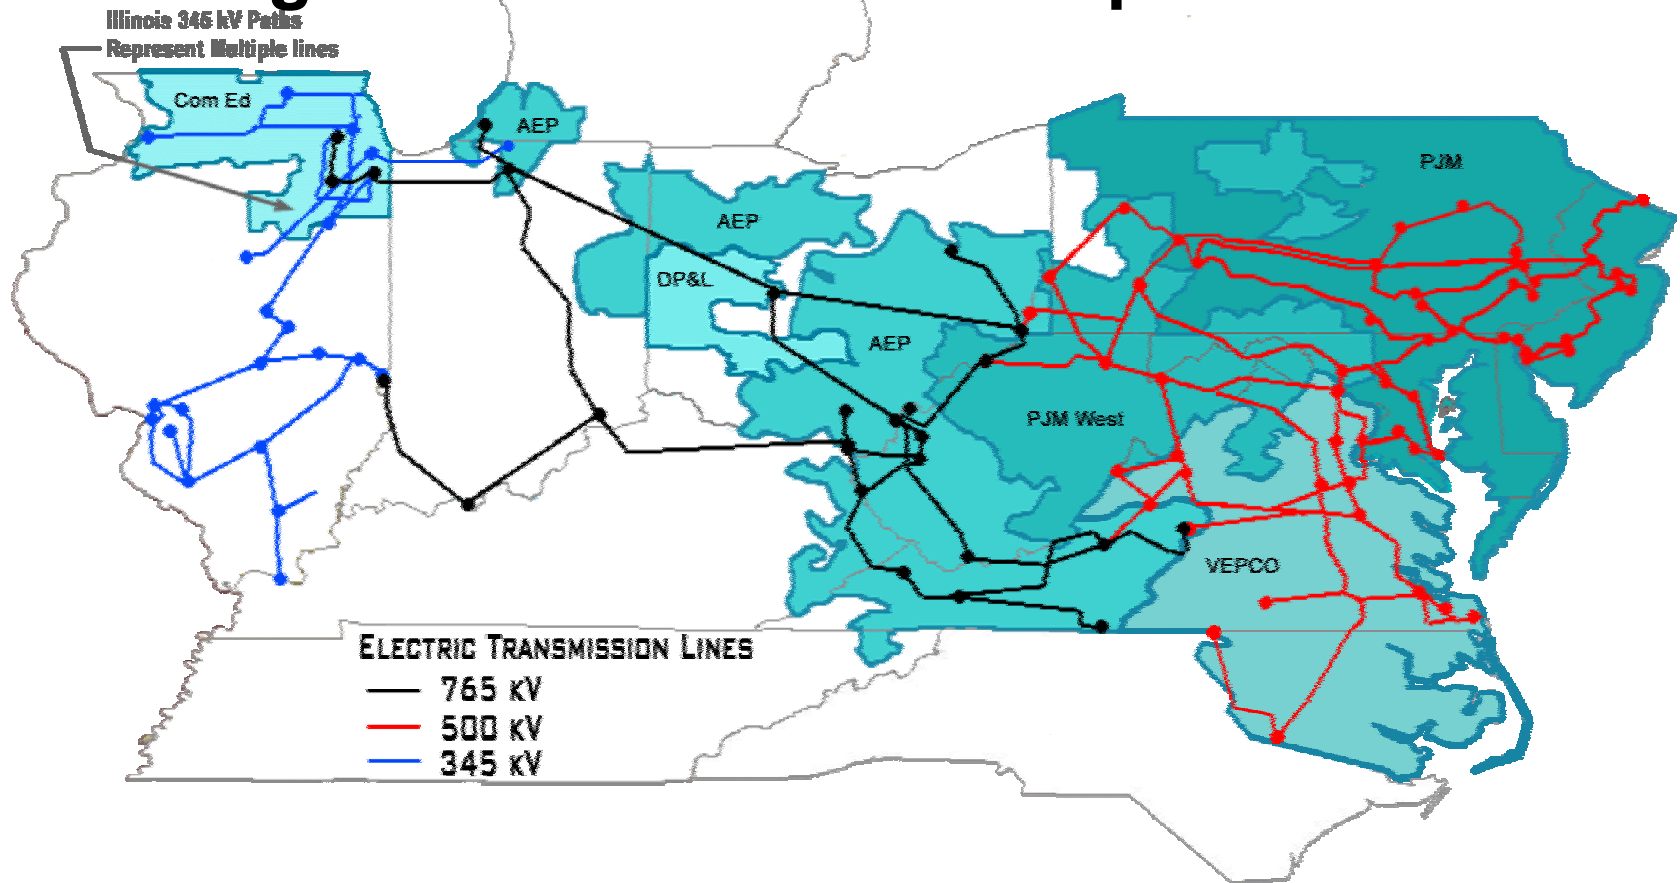 Illinois 345 kV Paths
Represent Multiple lines
Com Ed
AEP
PJM
AEP
DP&L
AEP
PJM West
VEPCO
ELECTRIC TRANSMISSION LINES
765 KV
500 KV
345 KV